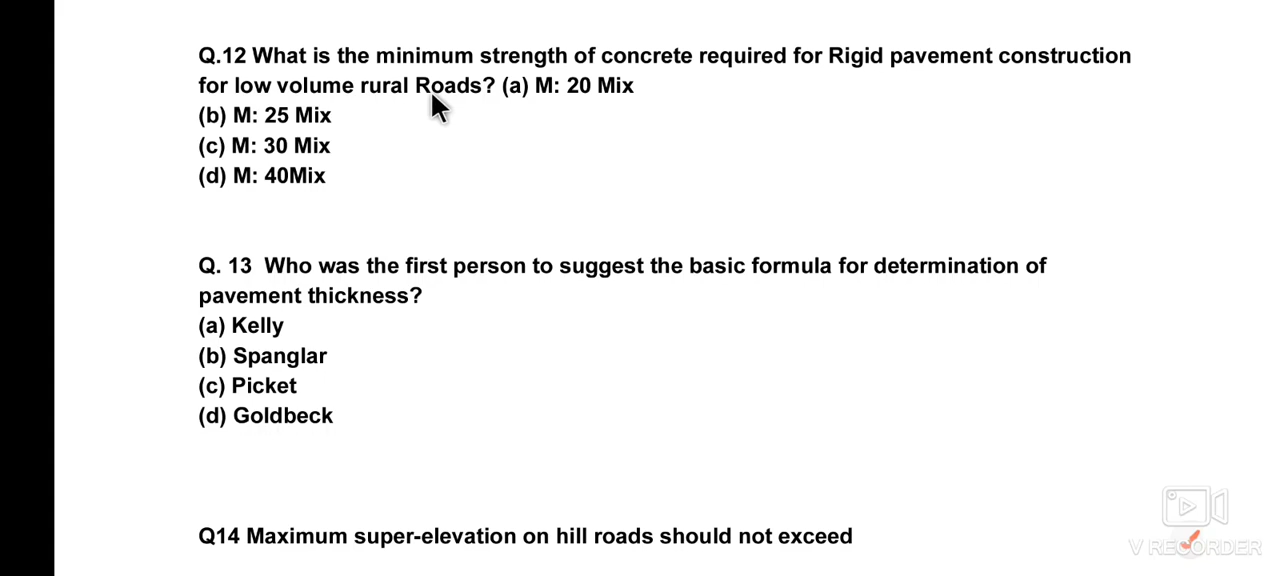 Q.12 What is the minimum strength of concrete required for Rigid pavement construction
for low volume rural Roads? (a) M: 20 Mix
(b) M: 25 Mix
(c) M: 30 Mix
(d) M: 40Mix
Q. 13 Who was the first person to suggest the basic formula for determination of
pavement thickness?
(a) Kelly
(b) Spanglar
(c) Picket
(d) Goldbeck
Q14 Maximum super-elevation on hill roads should not exceed
V RECORDER